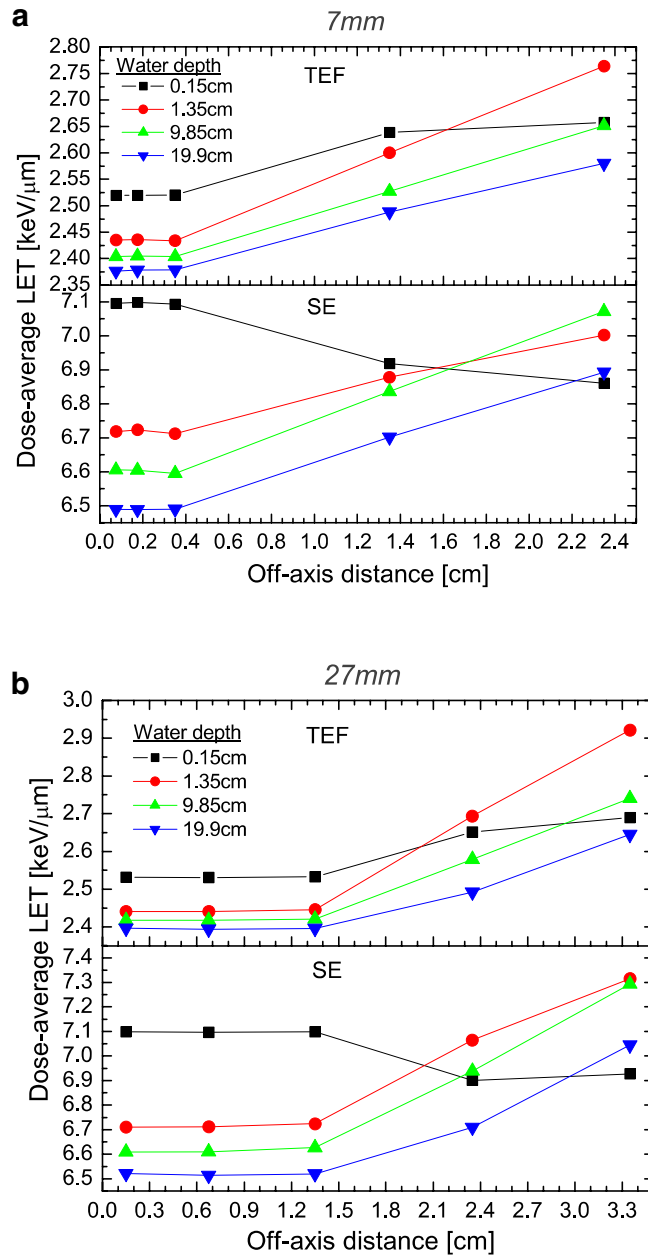 a
7mm
Dose-average LET [keV/μm]
2.80
2.75
2.70
2.65
2.60
2.55
2.50
2.45
2.40
2.35
Water depth
0.15cm
1.35cm
9.85cm
19.9cm
TEF
7.1
7.0
6.9
6.8
6.7
6.6
6.5
SE
0.0 0.2 0.4 0.6 0.8 1.0 1.2 1.4 1.6 1.8 2.0 2.2 2.4
Off-axis distance [cm]
b
27mm
Dose-average LET [keV/μm]
3.0
2.9
2.8
2.7
2.6
2.5
2.4
Water depth
0.15cm
1.35cm
9.85cm
19.9cm
TEF
7.3
7.2
7.1
7.0
6.9
6.8
6.7
6.6
6.5
SE
0.0 0.3 0.6 0.9 1.2 1.5 1.8 2.1 2.4 2.7 3.0 3.3
Off-axis distance [cm]